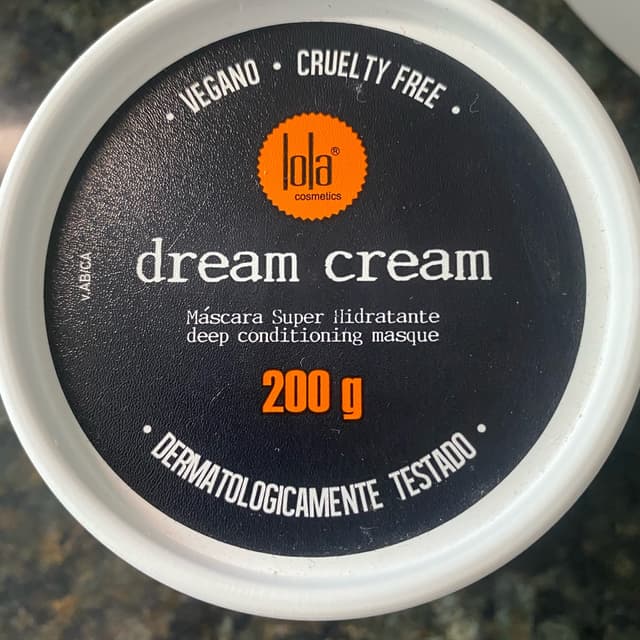 • VEGANO • CRUELTY FREE •
lola®
cosmetics
dream cream
Máscara Super Hidratante
deep conditioning masque
200 g
• DERMATOLOGICAMENTE TESTADO •
V.AB/CA